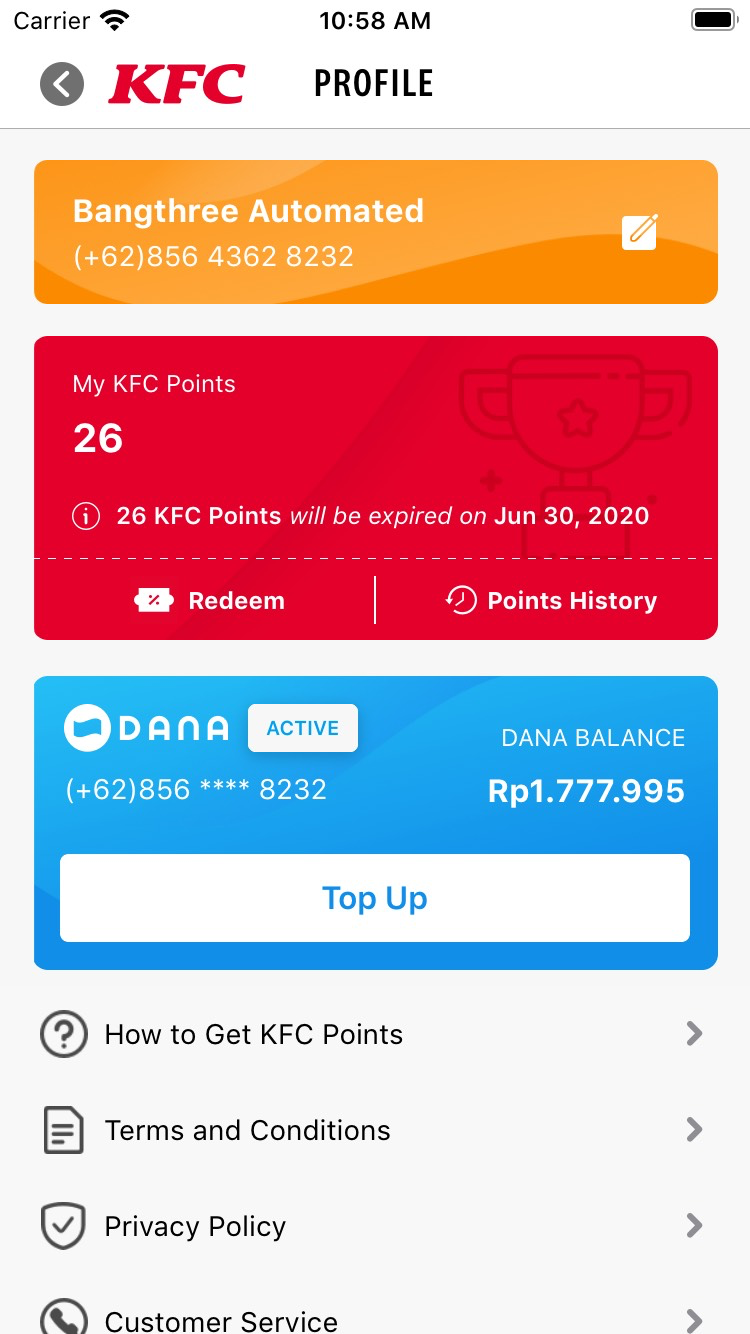 Carrier 10:58 AM
KFC PROFILE
Bangthree Automated
(+62)856 4362 8232
My KFC Points
26
26 KFC Points will be expired on Jun 30, 2020
Redeem Points History
DANA ACTIVE DANA BALANCE
(+62)856 **** 8232 Rp1.777.995
Top Up
How to Get KFC Points
Terms and Conditions
Privacy Policy
Customer Service